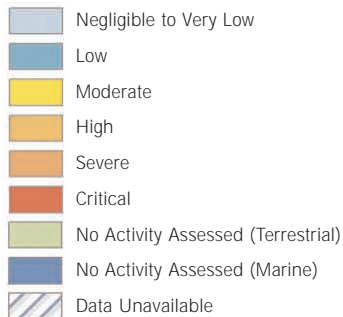 Negligible to Very Low
Low
Moderate
High
Severe
Critical
No Activity Assessed (Terrestrial)
No Activity Assessed (Marine)
Data Unavailable